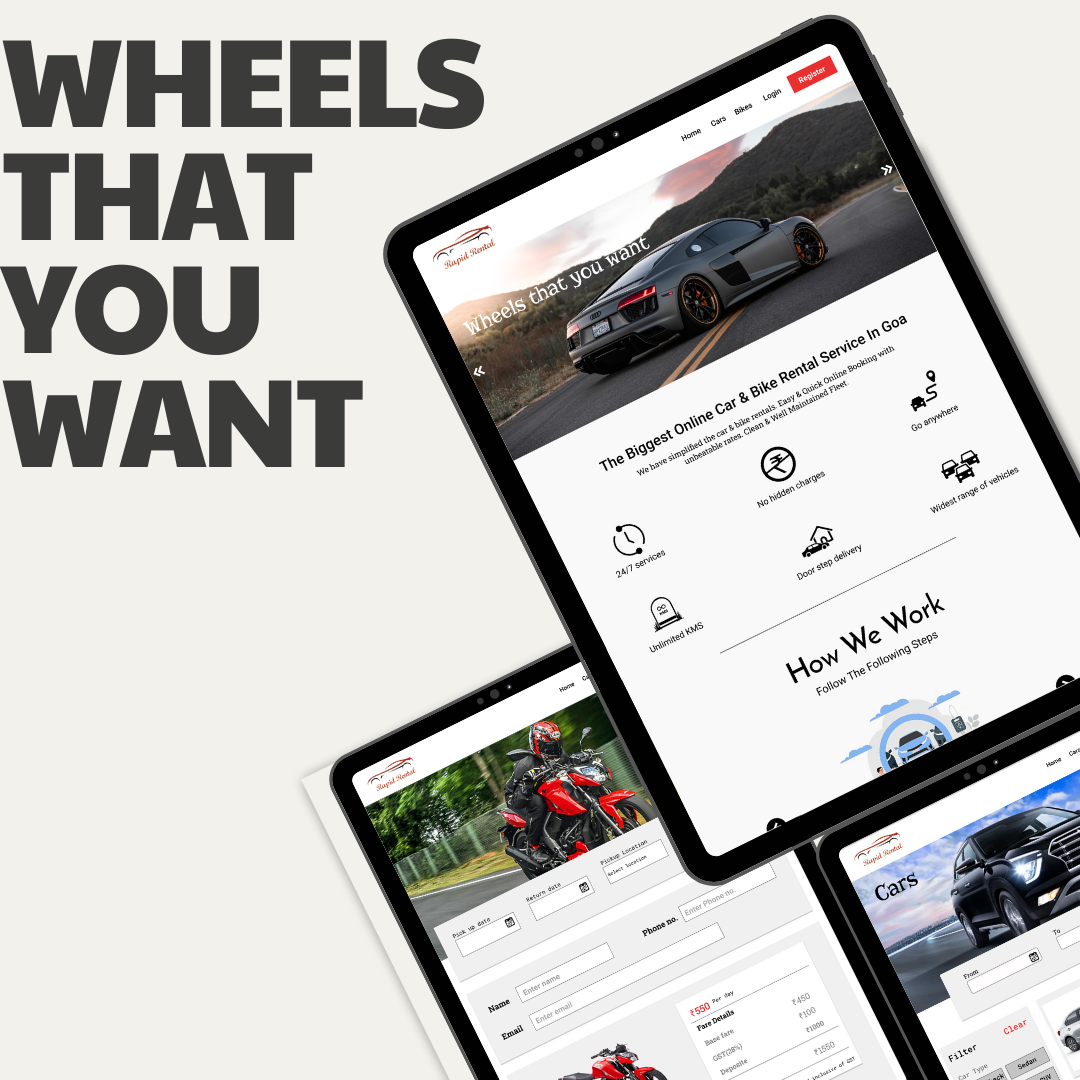 WHEELS
THAT
YOU
WANT
Home Cars Bikes Login Register
Rapid Rental
Wheels that you want
The Biggest Online Car & Bike Rental Service In Goa
We have simplified the car & bike rentals. Easy & Quick Online Booking with
unbeatable rates. Clean & Well Maintained Fleet.
24/7 services
No hidden charges
Go anywhere
Unlimited KMS
Door step delivery
Widest range of vehicles
How We Work
Follow The Following Steps
Home
Rapid Rental
Pick up date
Return date
Pickup Location
Select location
Name
Enter name
Phone no.
Enter Phone no.
Email
Enter email
₹550 Per day
Fare Details
Base fare ₹450
GST(28%) ₹100
Deposite ₹1000
₹1550
inclusive of GST
Home Cars
Rapid Rental
Cars
From
To
Filter Clear
Car Type
Sedan